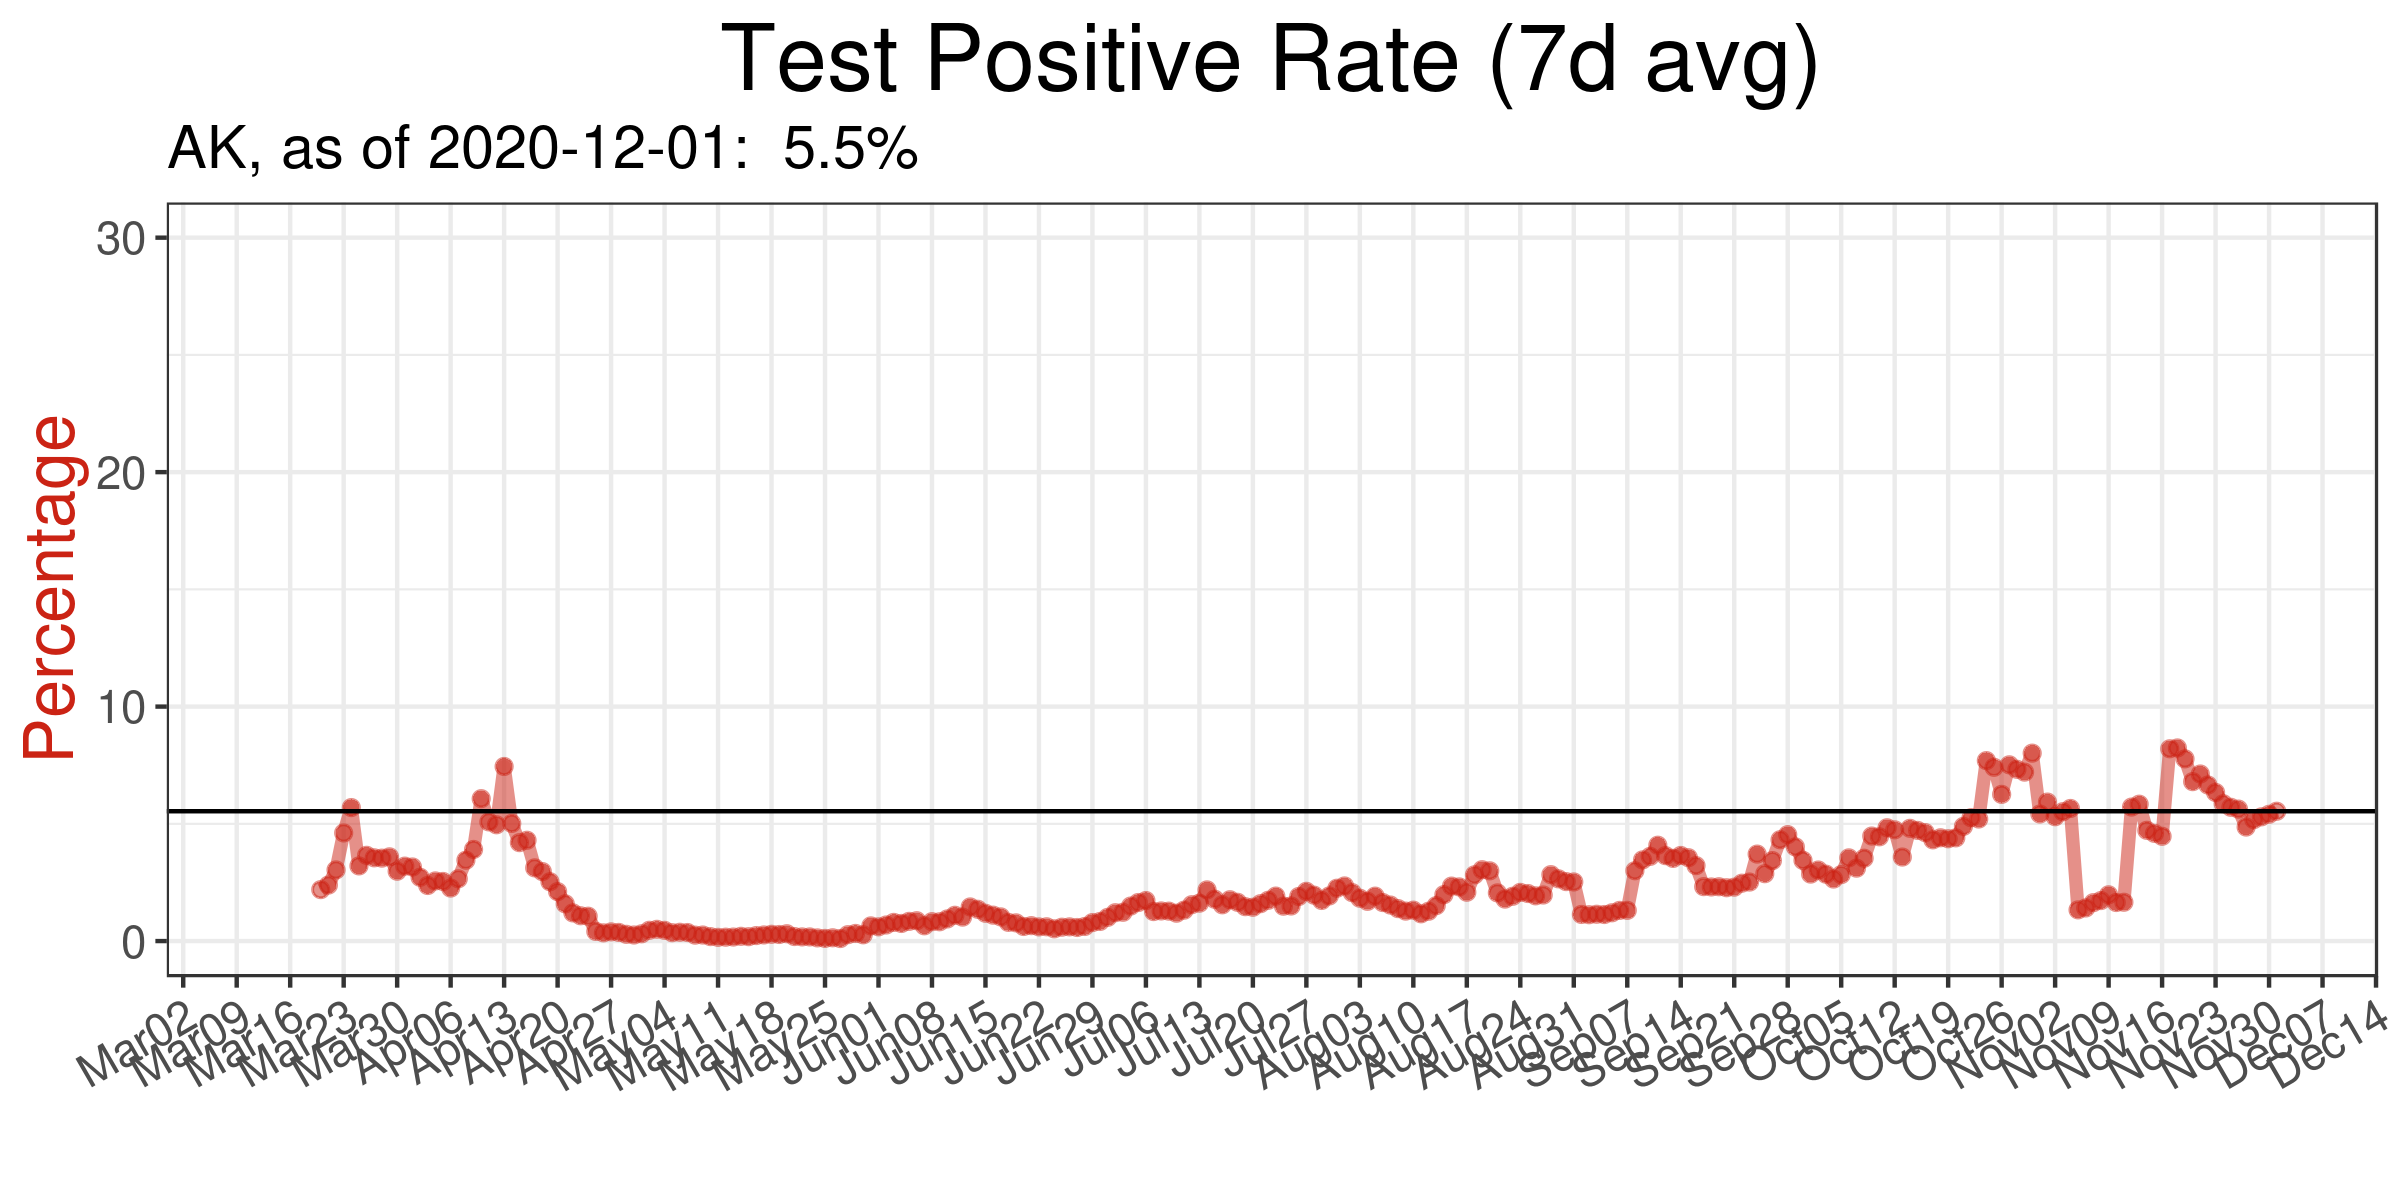 Test Positive Rate (7d avg)
AK, as of 2020-12-01:  5.5%
Percentage
30
20
10
0
Mar02
Mar09
Mar16
Mar23
Mar30
Apr06
Apr13
Apr20
Apr27
May04
May11
May18
May25
Jun01
Jun08
Jun15
Jun22
Jun29
Jul06
Jul13
Jul20
Jul27
Aug03
Aug10
Aug17
Aug24
Aug31
Sep07
Sep14
Sep21
Sep28
Oct05
Oct12
Oct19
Oct26
Nov02
Nov09
Nov16
Nov23
Nov30
Dec07
Dec14